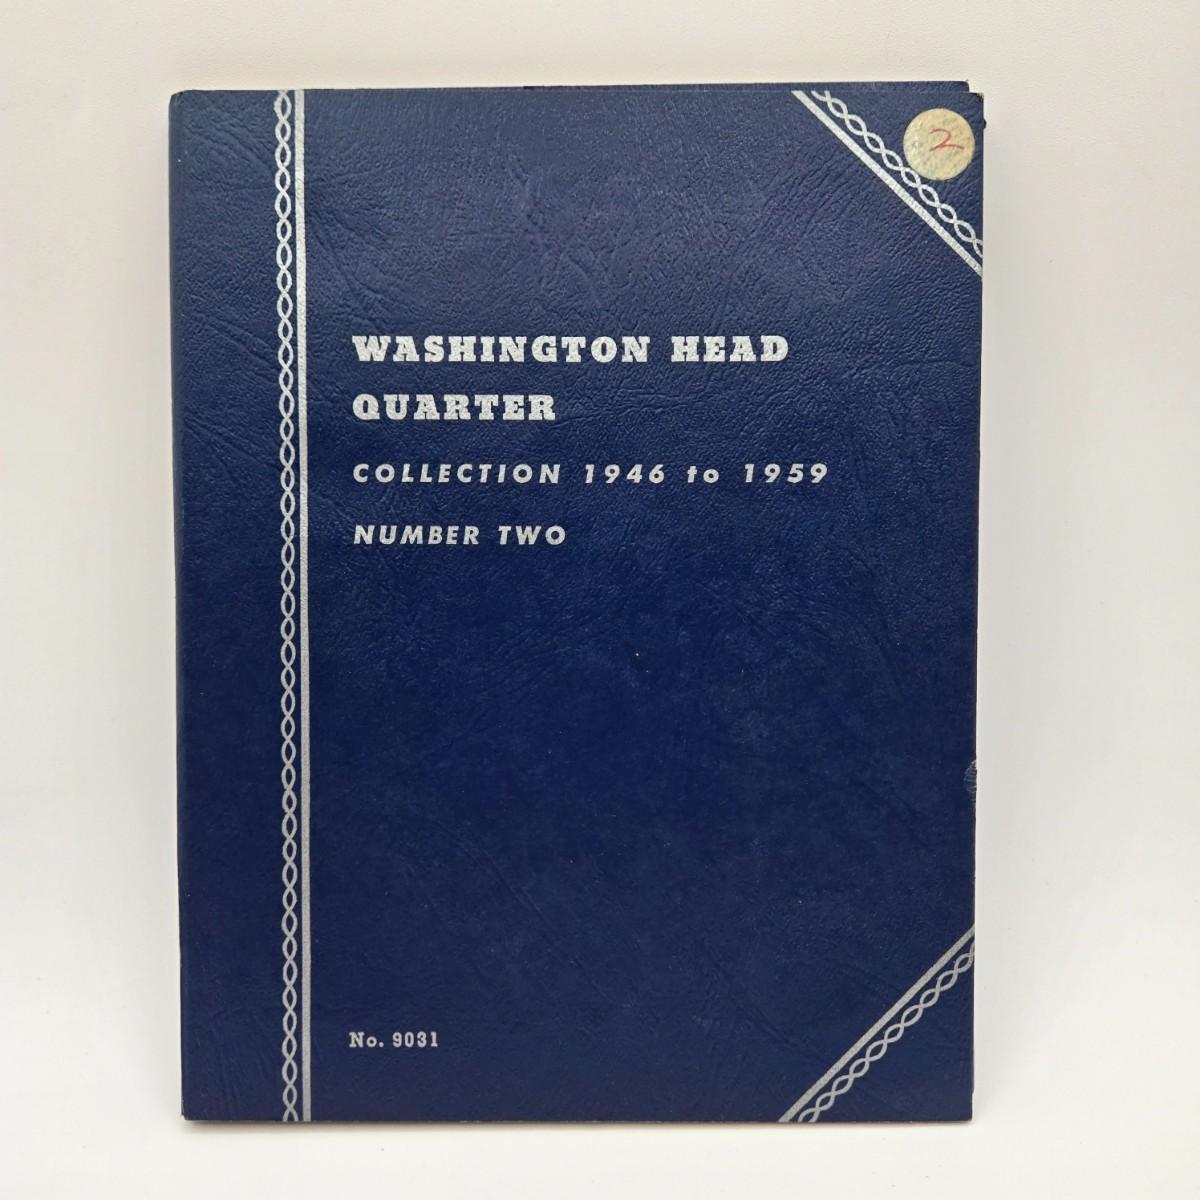 2
WASHINGTON HEAD
QUARTER
COLLECTION 1946 to 1959
NUMBER TWO
No. 9031